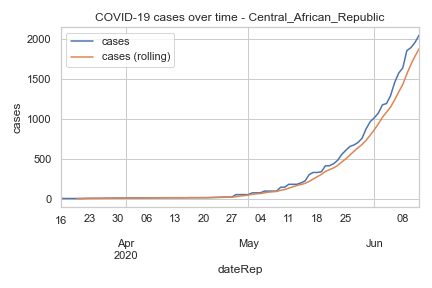 COVID-19 cases over time - Central_African_Republic
cases
cases (rolling)
2000
1500
1000
500
0
cases
16 23 30 06 13 20 27 04 11 18 25 08
Apr May Jun
2020
dateRep